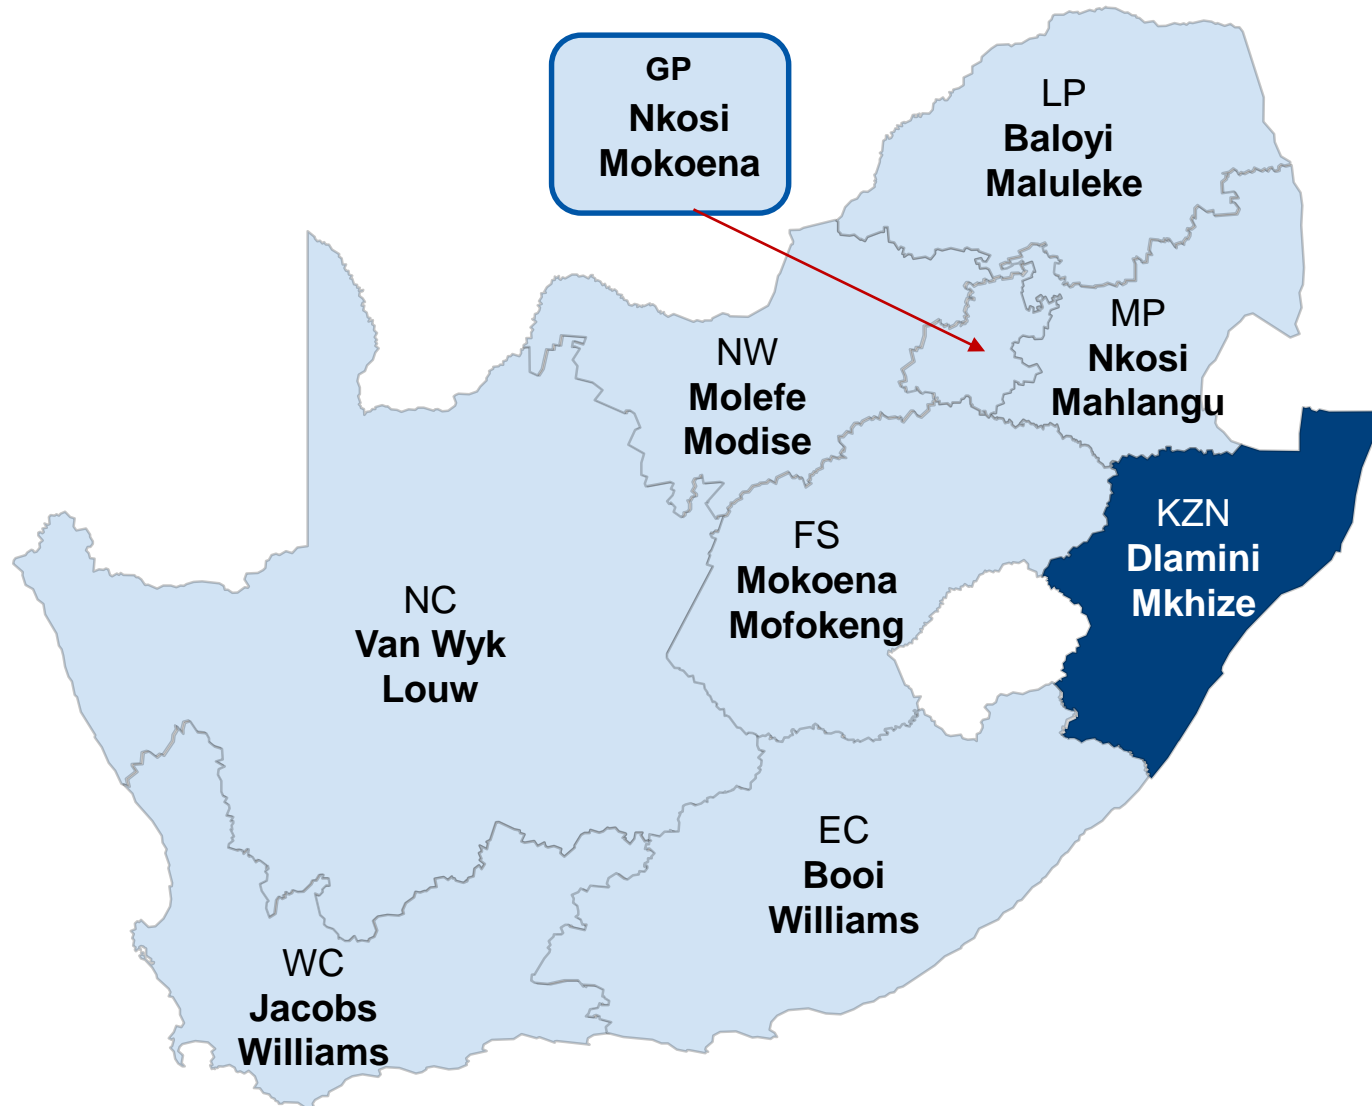 GP
Nkosi
Mokoena
LP
Baloyi
Maluleke
MP
Nkosi
Mahlangu
NW
Molefe
Modise
KZN
Dlamini
Mkhize
FS
Mokoena
Mofokeng
NC
Van Wyk
Louw
EC
Booi
Williams
WC
Jacobs
Williams